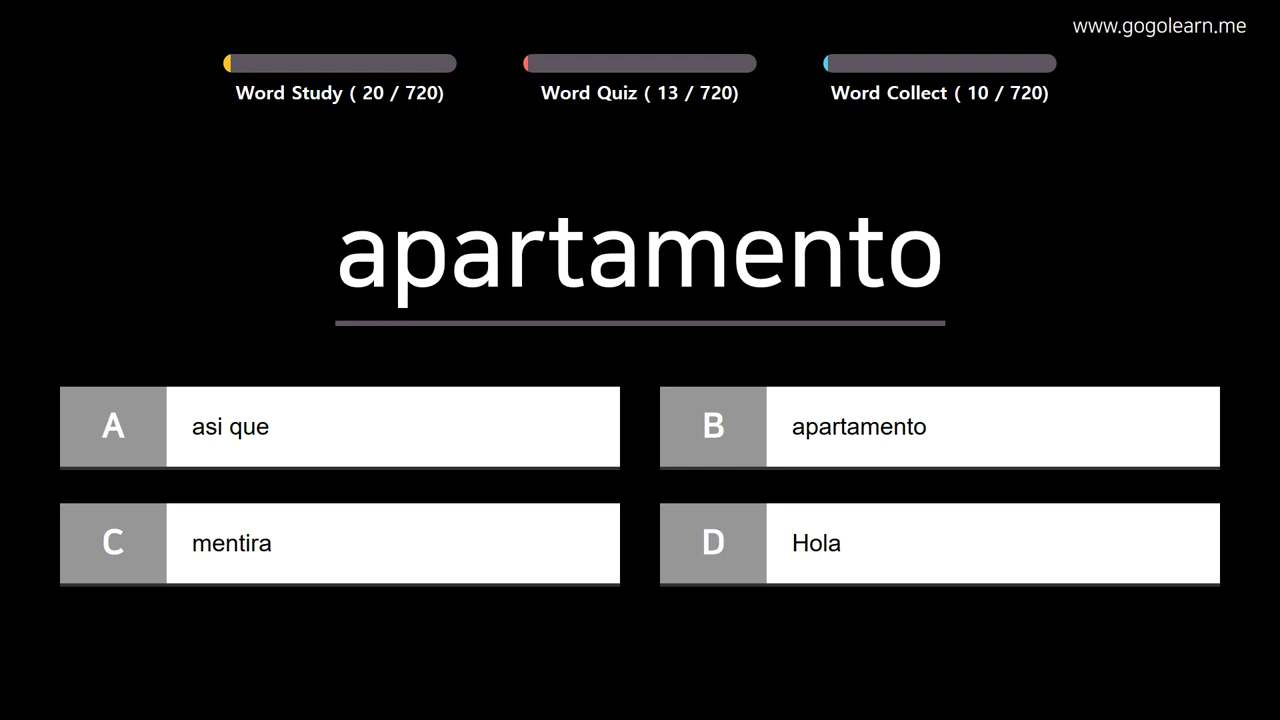 www.gogolearn.me
Word Study ( 20 / 720)
Word Quiz ( 13 / 720)
Word Collect ( 10 / 720)
apartamento
A asi que
B apartamento
C mentira
D Hola